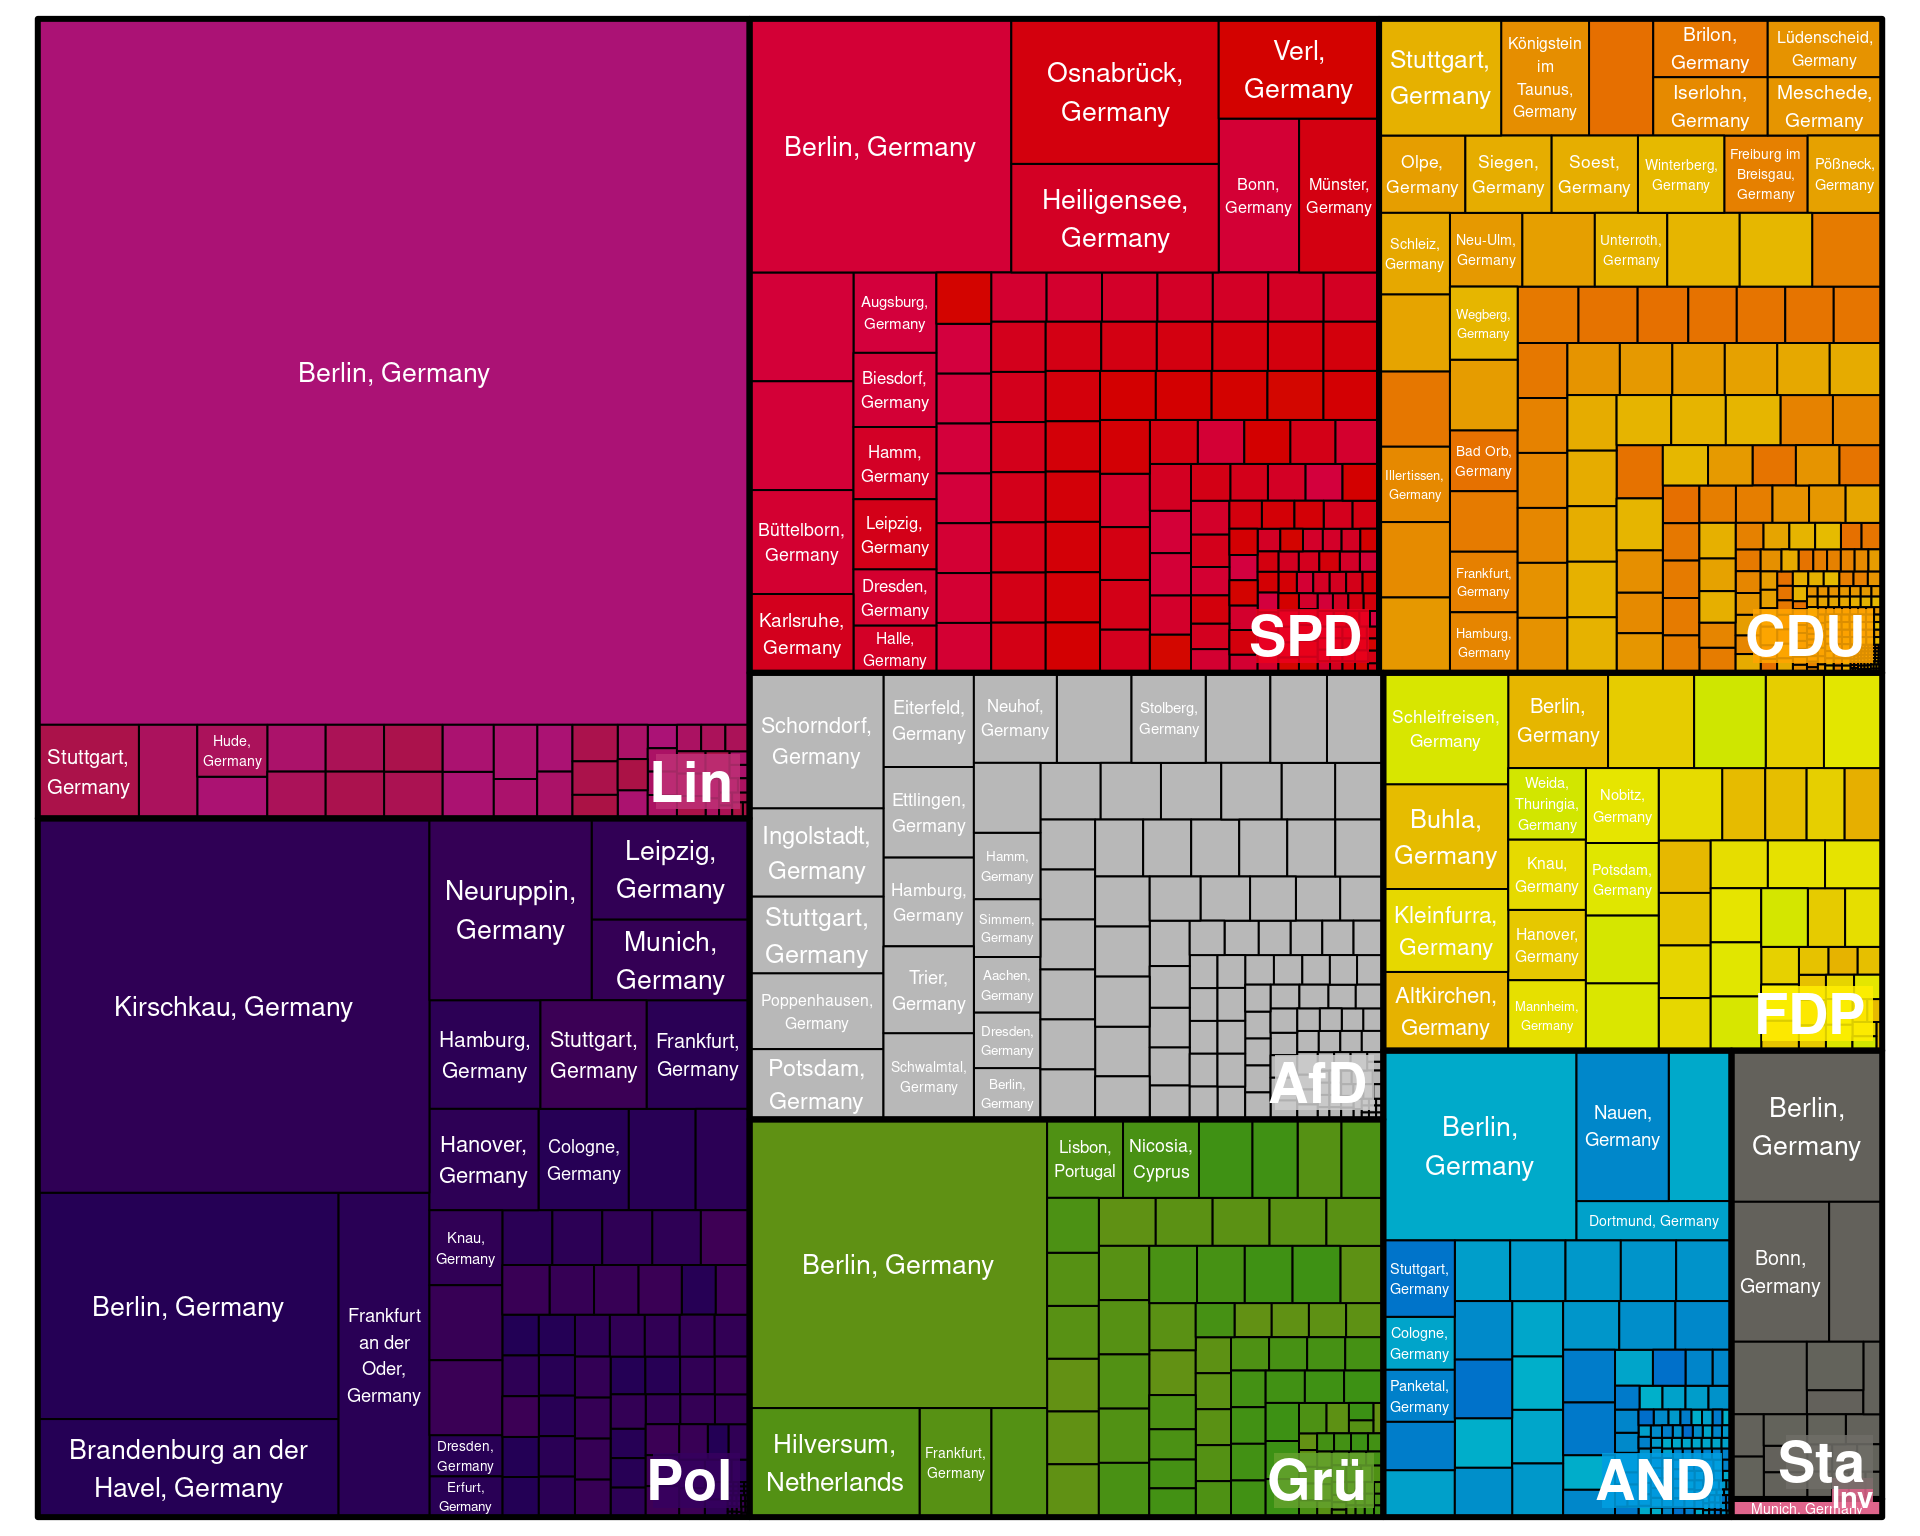 Berlin, Germany
Stuttgart,
Germany
Hude,
Germany
Lin
Berlin, Germany
Osnabrück,
Germany
Heiligensee,
Germany
Verl,
Germany
Bonn,
Germany
Münster,
Germany
Augsburg,
Germany
Biesdorf,
Germany
Hamm,
Germany
Büttelborn,
Germany
Leipzig,
Germany
Dresden,
Germany
Karlsruhe,
Germany
Halle,
Germany
SPD
Stuttgart,
Germany
Königstein
im
Taunus,
Germany
Brilon,
Germany
Lüdenscheid,
Germany
Iserlohn,
Germany
Meschede,
Germany
Olpe,
Germany
Siegen,
Germany
Soest,
Germany
Winterberg,
Germany
Freiburg im
Breisgau,
Germany
Pößneck,
Germany
Schleiz,
Germany
Neu-Ulm,
Germany
Unterroth,
Germany
Wegberg,
Germany
Bad Orb,
Germany
Illertissen,
Germany
Frankfurt,
Germany
Hamburg,
Germany
CDU
Kirschkau, Germany
Neuruppin,
Germany
Leipzig,
Germany
Munich,
Germany
Hamburg,
Germany
Stuttgart,
Germany
Frankfurt,
Germany
Hanover,
Germany
Cologne,
Germany
Berlin, Germany
Frankfurt
an der
Oder,
Germany
Knau,
Germany
Brandenburg an der
Havel, Germany
Dresden,
Germany
Erfurt,
Germany
Pol
Schorndorf,
Germany
Eiterfeld,
Germany
Neuhof,
Germany
Stolberg,
Germany
Ingolstadt,
Germany
Ettlingen,
Germany
Hamm,
Germany
Stuttgart,
Germany
Hamburg,
Germany
Simmern,
Germany
Poppenhausen,
Germany
Trier,
Germany
Aachen,
Germany
Dresden,
Germany
Potsdam,
Germany
Schwalmtal,
Germany
Berlin,
Germany
AfD
Schleifreisen,
Germany
Berlin,
Germany
Buhla,
Germany
Weida,
Thuringia,
Germany
Nobitz,
Germany
Knau,
Germany
Potsdam,
Germany
Kleinfurra,
Germany
Hanover,
Germany
Altkirchen,
Germany
Mannheim,
Germany
FDP
Berlin, Germany
Lisbon,
Portugal
Nicosia,
Cyprus
Hilversum,
Netherlands
Frankfurt,
Germany
Grü
Berlin,
Germany
Nauen,
Germany
Dortmund, Germany
Stuttgart,
Germany
Cologne,
Germany
Panketal,
Germany
AND
Berlin,
Germany
Bonn,
Germany
Sta
Munich, Germany
Inv